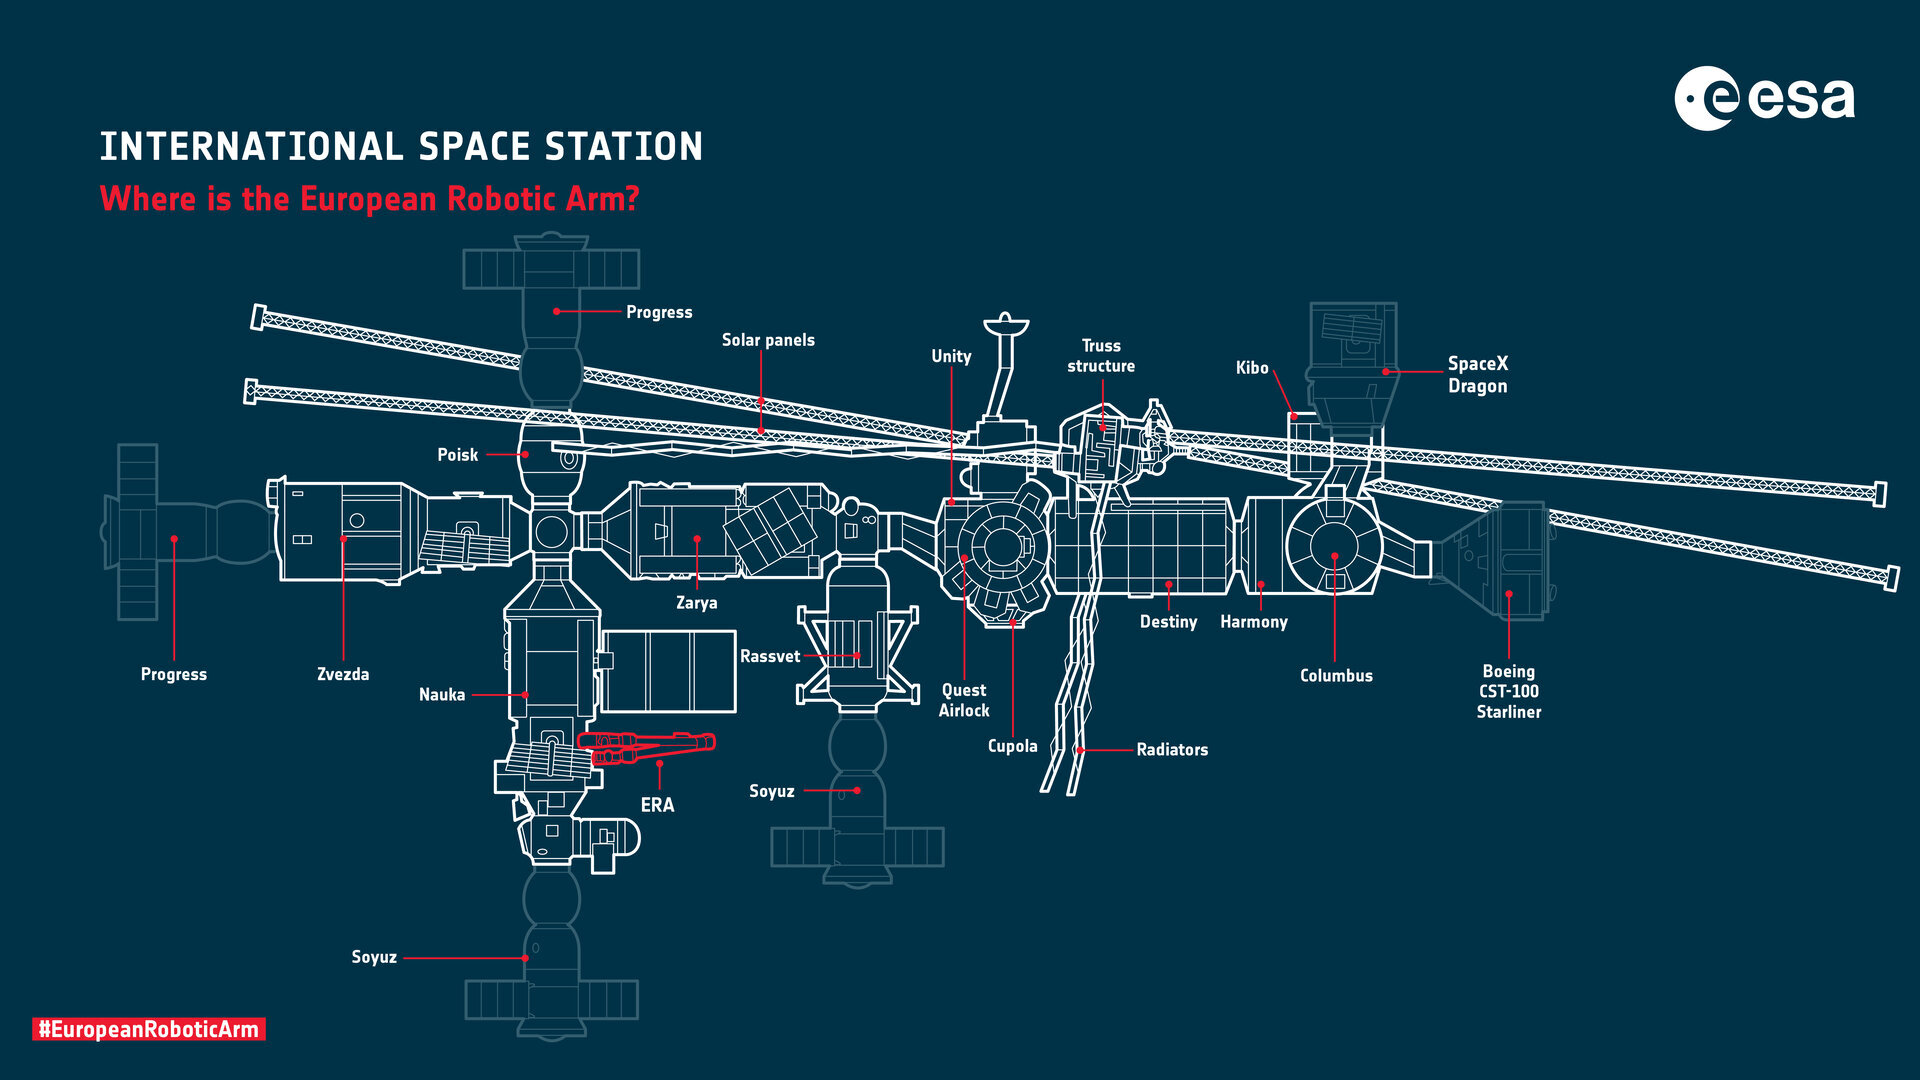 esa
INTERNATIONAL SPACE STATION
Where is the European Robotic Arm?
Progress
Solar panels
Unity
Truss
structure
Kibo
SpaceX
Dragon
Poisk
Zarya
Destiny
Harmony
Progress
Zvezda
Nauka
Rassvet
Quest
Airlock
Columbus
Boeing
CST-100
Starliner
Cupola
Radiators
Soyuz
ERA
Soyuz
#EuropeanRoboticArm